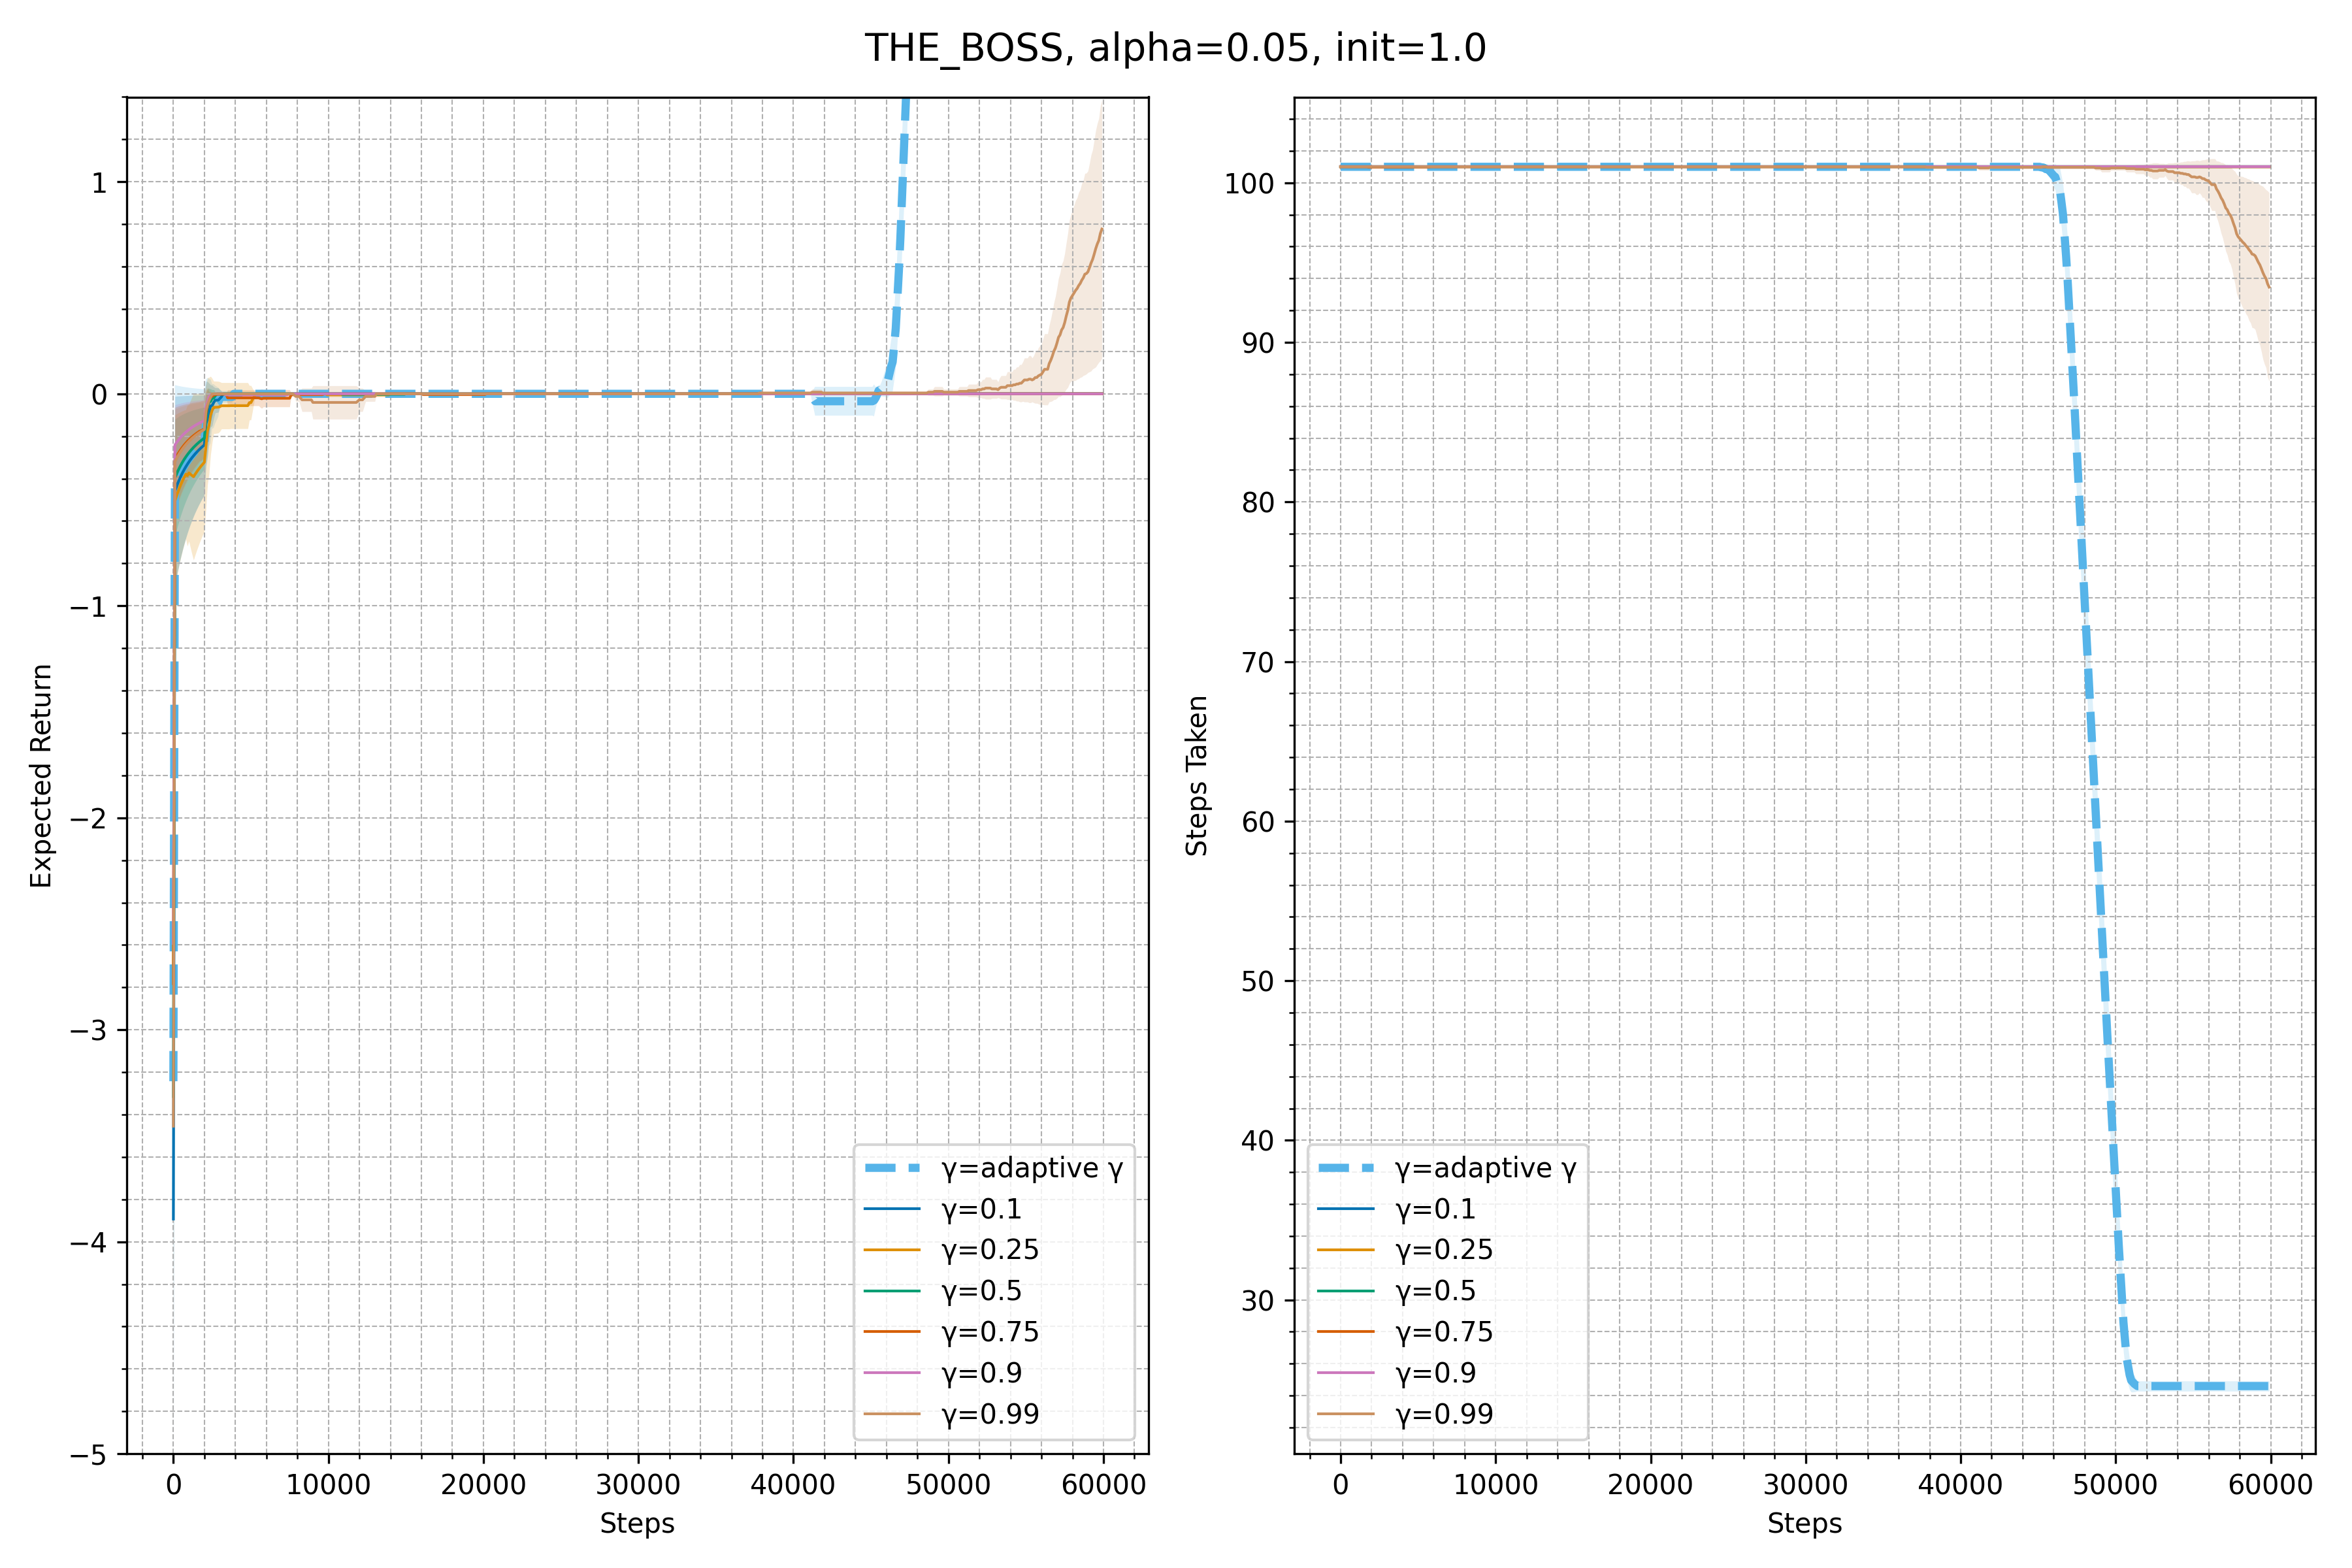 THE_BOSS, alpha=0.05, init=1.0
Expected Return
1
0
−1
−2
−3
−4
−5
0 10000 20000 30000 40000 50000 60000
Steps
γ=adaptive γ
γ=0.1
γ=0.25
γ=0.5
γ=0.75
γ=0.9
γ=0.99
Steps Taken
100
90
80
70
60
50
40
30
0 10000 20000 30000 40000 50000 60000
Steps
γ=adaptive γ
γ=0.1
γ=0.25
γ=0.5
γ=0.75
γ=0.9
γ=0.99